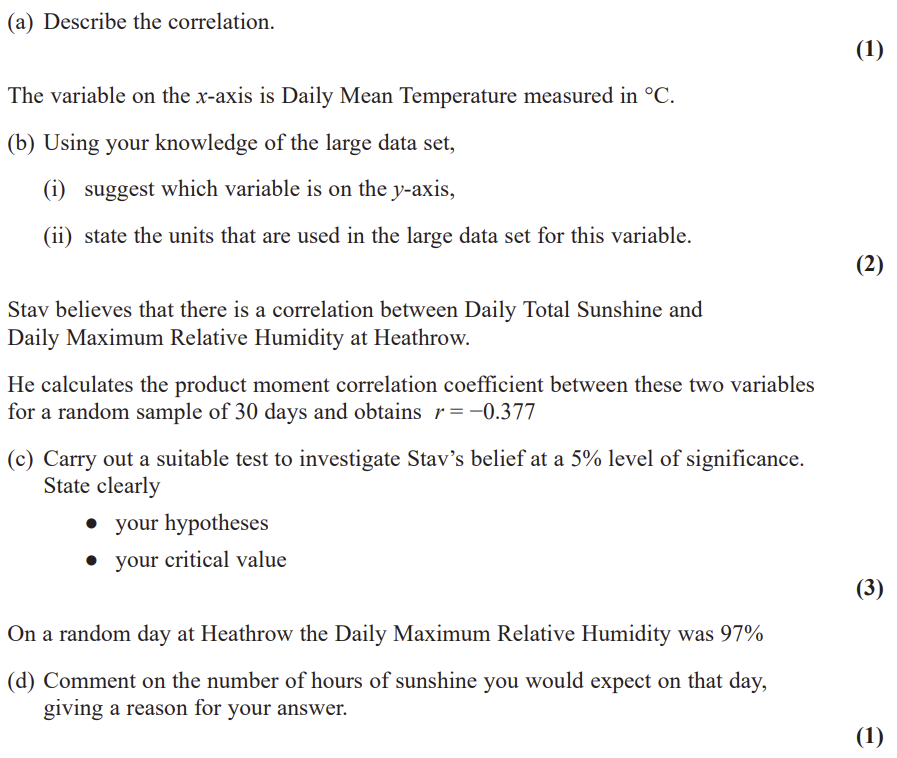 (a) Describe the correlation.
(1)
The variable on the x-axis is Daily Mean Temperature measured in °C.
(b) Using your knowledge of the large data set,
(i) suggest which variable is on the y-axis,
(ii) state the units that are used in the large data set for this variable.
(2)
Stav believes that there is a correlation between Daily Total Sunshine and
Daily Maximum Relative Humidity at Heathrow.
He calculates the product moment correlation coefficient between these two variables
for a random sample of 30 days and obtains r = −0.377
(c) Carry out a suitable test to investigate Stav’s belief at a 5% level of significance.
State clearly
● your hypotheses
● your critical value
(3)
On a random day at Heathrow the Daily Maximum Relative Humidity was 97%
(d) Comment on the number of hours of sunshine you would expect on that day,
giving a reason for your answer.
(1)